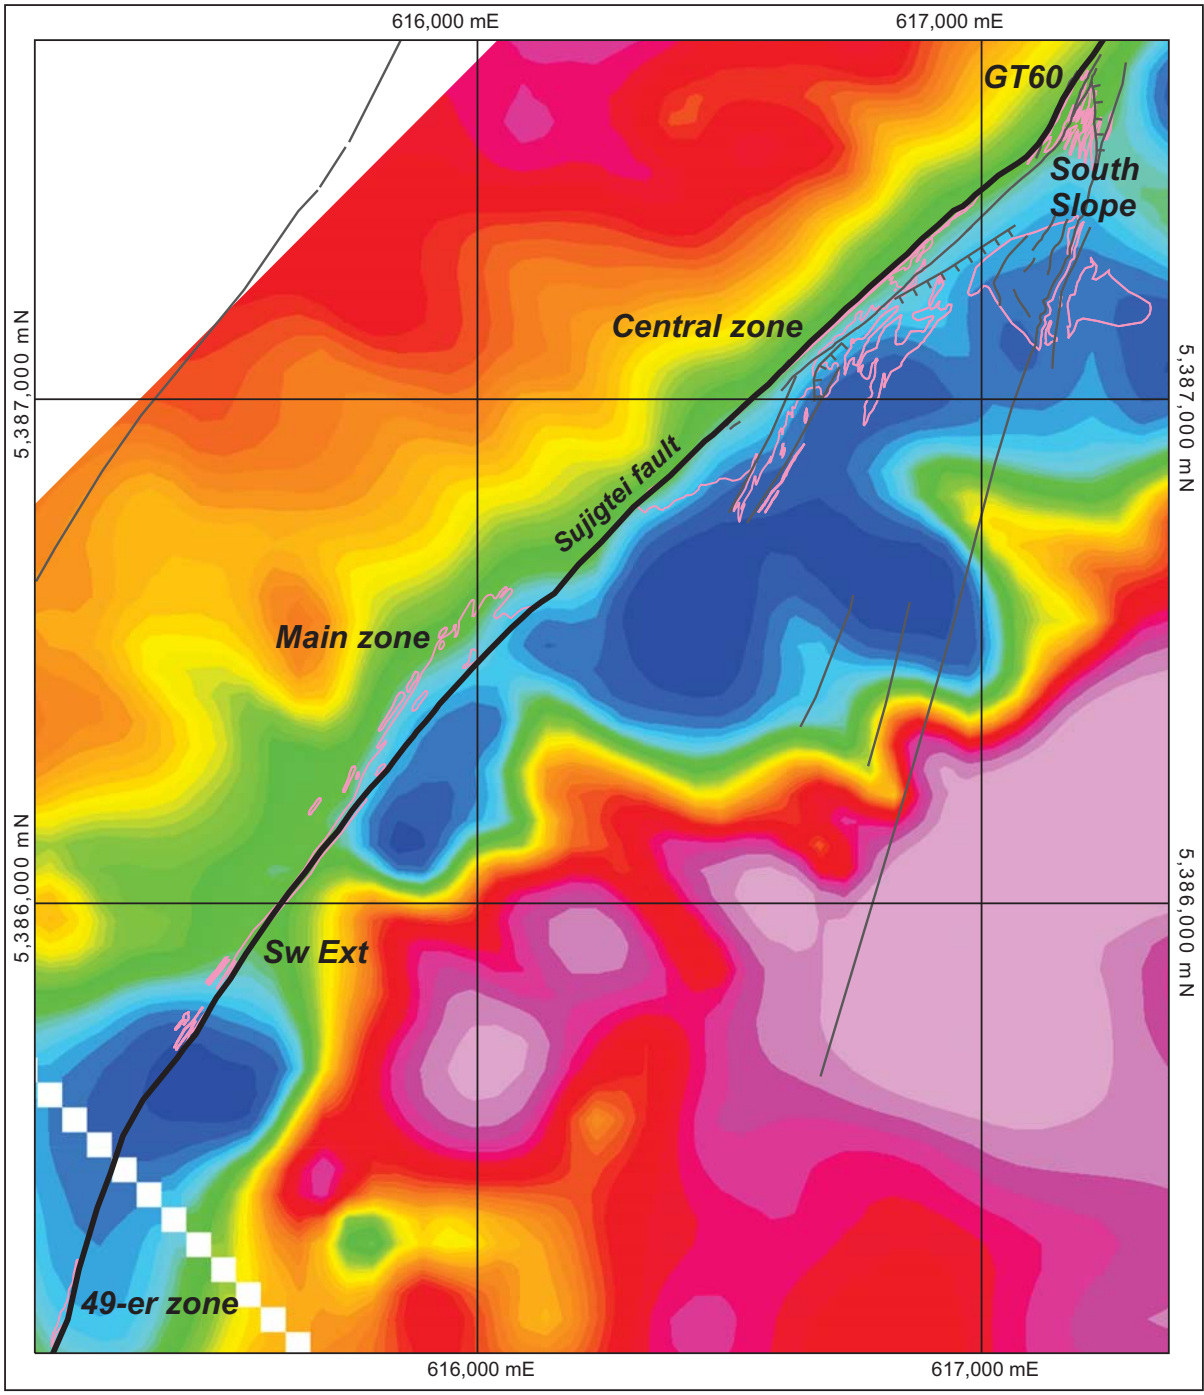 616,000 mE
617,000 mE
GT60
South
Slope
Central zone
5,387,000 mN
5,387,000 mN
Sujigtei fault
Main zone
5,386,000 mN
5,386,000 mN
Sw Ext
49-er zone
616,000 mE
617,000 mE